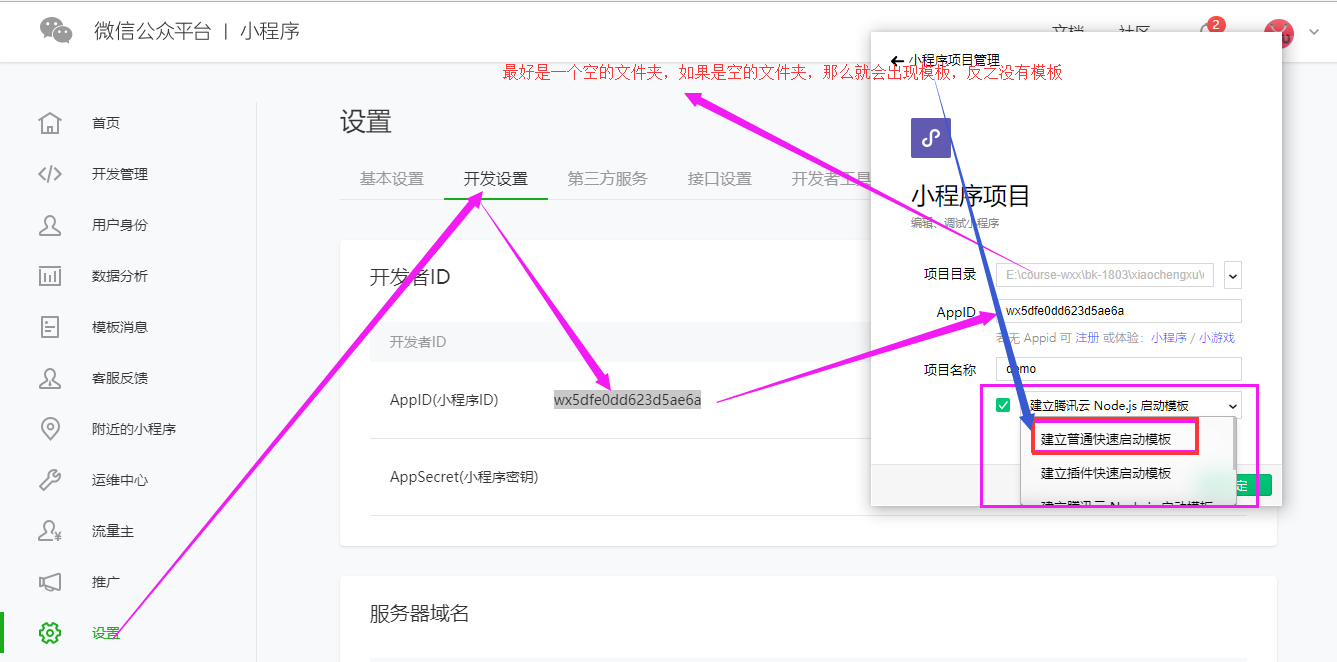 微信公众平台 | 小程序
文档
社区
2
小程序项目管理
最好是一个空的文件夹，如果是空的文件夹，那么就会出现模板，反之没有模板
首页
开发管理
用户身份
数据分析
模板消息
客服反馈
附近的小程序
运维中心
流量主
推广
设置
设置
基本设置
开发设置
第三方服务
接口设置
开发者工具
开发者ID
开发者ID
AppID(小程序ID)
wx5dfe0dd623d5ae6a
AppSecret(小程序密钥)
服务器域名
小程序项目
编辑、调试小程序
项目目录
E:\course-wxx\bk-1803\xiaochengxu\
AppID
wx5dfe0dd623d5ae6a
若无 Appid 可 注册 或体验：小程序 / 小游戏
项目名称
demo
建立腾讯云 Node.js 启动模板
建立普通快速启动模板
建立插件快速启动模板
建立腾讯云 Node.js 启动模板
定